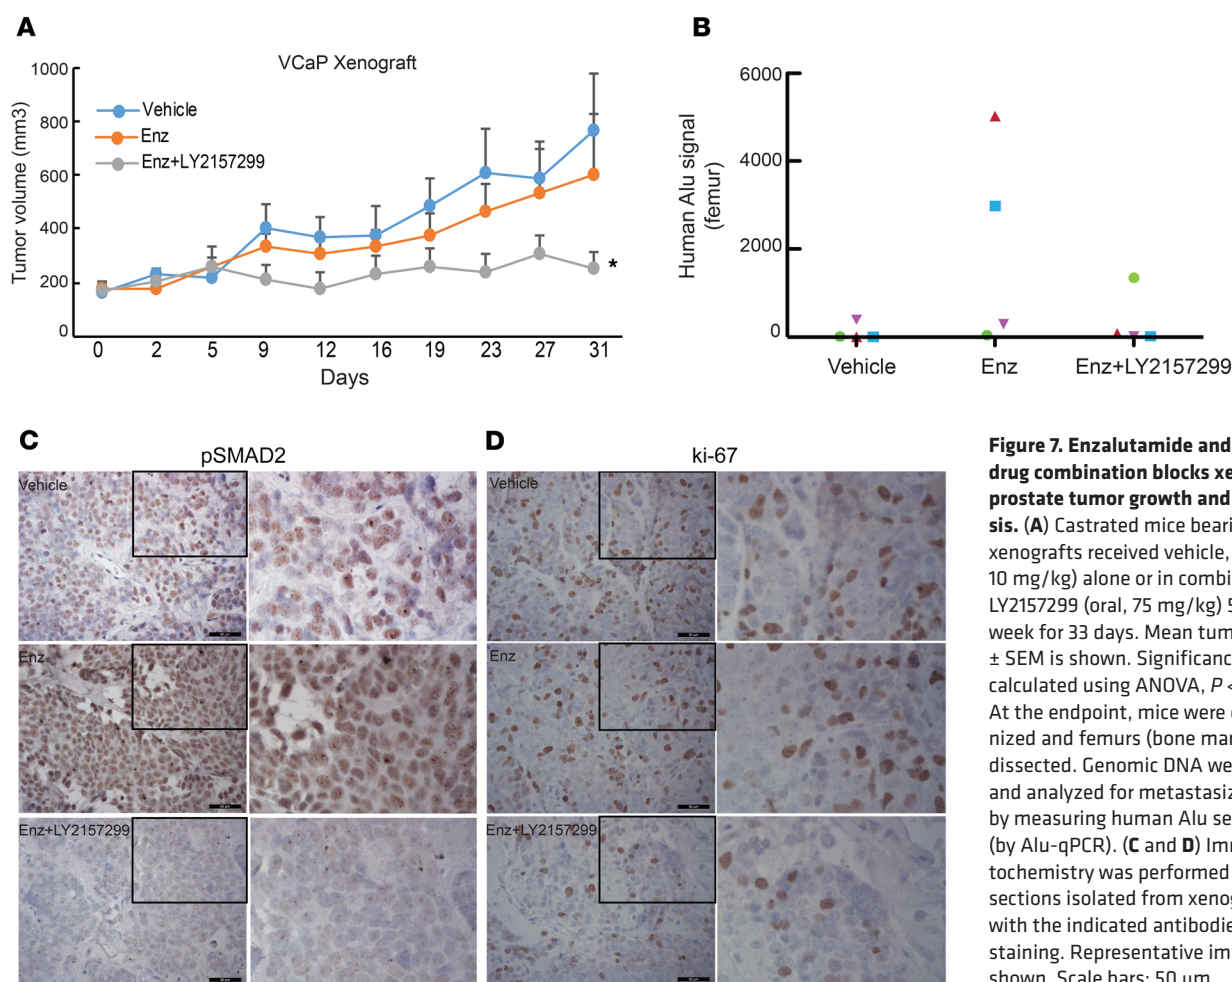 A
VCaP Xenograft
Tumor volume (mm3)
1000
800
600
400
200
0
Vehicle
Enz
Enz+LY2157299
*
0 2 5 9 12 16 19 23 27 31
Days
B
Human Alu signal
(femur)
6000
4000
2000
0
Vehicle Enz Enz+LY2157299
C
pSMAD2
Vehicle
Enz
Enz+LY2157299
D
ki-67
Vehicle
Enz
Enz+LY2157299
Figure 7. Enzalutamide and
drug combination blocks xe
prostate tumor growth and
sis. (A) Castrated mice beari
xenografts received vehicle,
10 mg/kg) alone or in combi
LY2157299 (oral, 75 mg/kg) 5
week for 33 days. Mean tum
± SEM is shown. Significanc
calculated using ANOVA, P <
At the endpoint, mice were
nized and femurs (bone mar
dissected. Genomic DNA we
and analyzed for metastasiz
by measuring human Alu se
(by Alu-qPCR). (C and D) Imm
tochemistry was performed
sections isolated from xenog
with the indicated antibodie
staining. Representative im
shown. Scale bars: 50 μm